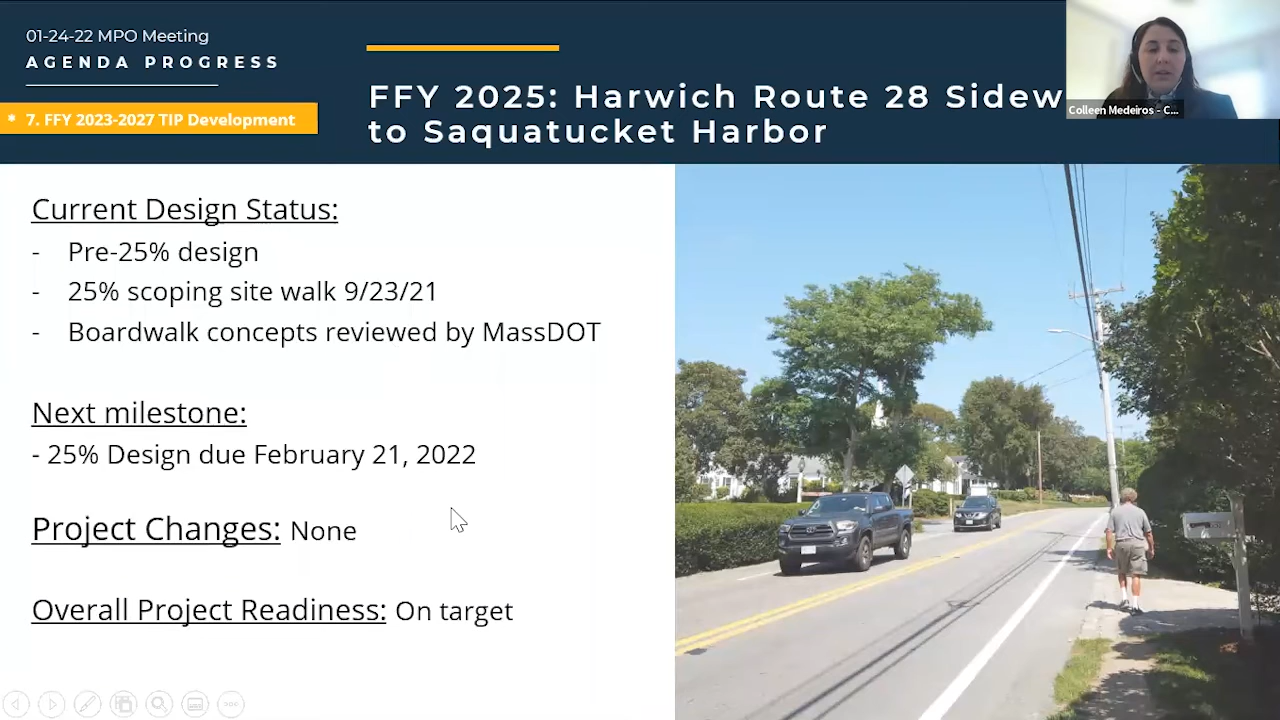 01-24-22 MPO Meeting
AGENDA PROGRESS
* 7. FFY 2023-2027 TIP Development
FFY 2025: Harwich Route 28 Sidew
to Saquatucket Harbor
Colleen Medeiros - C...
Current Design Status:
- Pre-25% design
- 25% scoping site walk 9/23/21
- Boardwalk concepts reviewed by MassDOT
Next milestone:
- 25% Design due February 21, 2022
Project Changes: None
Overall Project Readiness: On target